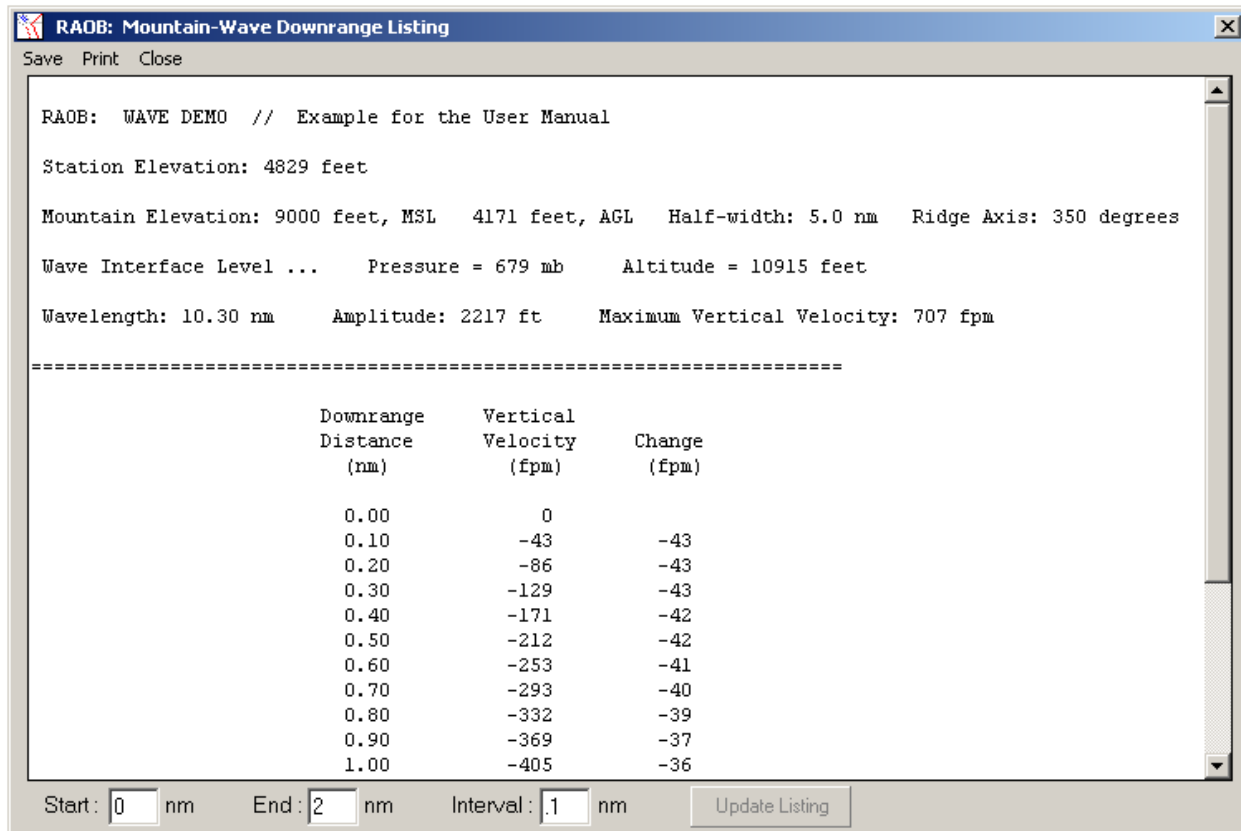 RAOB: Mountain-Wave Downrange Listing
Save Print Close
RAOB: WAVE DEMO // Example for the User Manual
Station Elevation: 4829 feet
Mountain Elevation: 9000 feet, MSL 4171 feet, AGL Half-width: 5.0 nm Ridge Axis: 350 degrees
Wave Interface Level ... Pressure = 679 mb Altitude = 10915 feet
Wavelength: 10.30 nm Amplitude: 2217 ft Maximum Vertical Velocity: 707 fpm
======================================================================
Downrange Vertical
Distance Velocity Change
(nm) (fpm) (fpm)
0.00 0
0.10 -43 -43
0.20 -86 -43
0.30 -129 -43
0.40 -171 -42
0.50 -212 -42
0.60 -253 -41
0.70 -293 -40
0.80 -332 -39
0.90 -369 -37
1.00 -405 -36
Start: 0 nm End: 2 nm Interval: .1 nm Update Listing